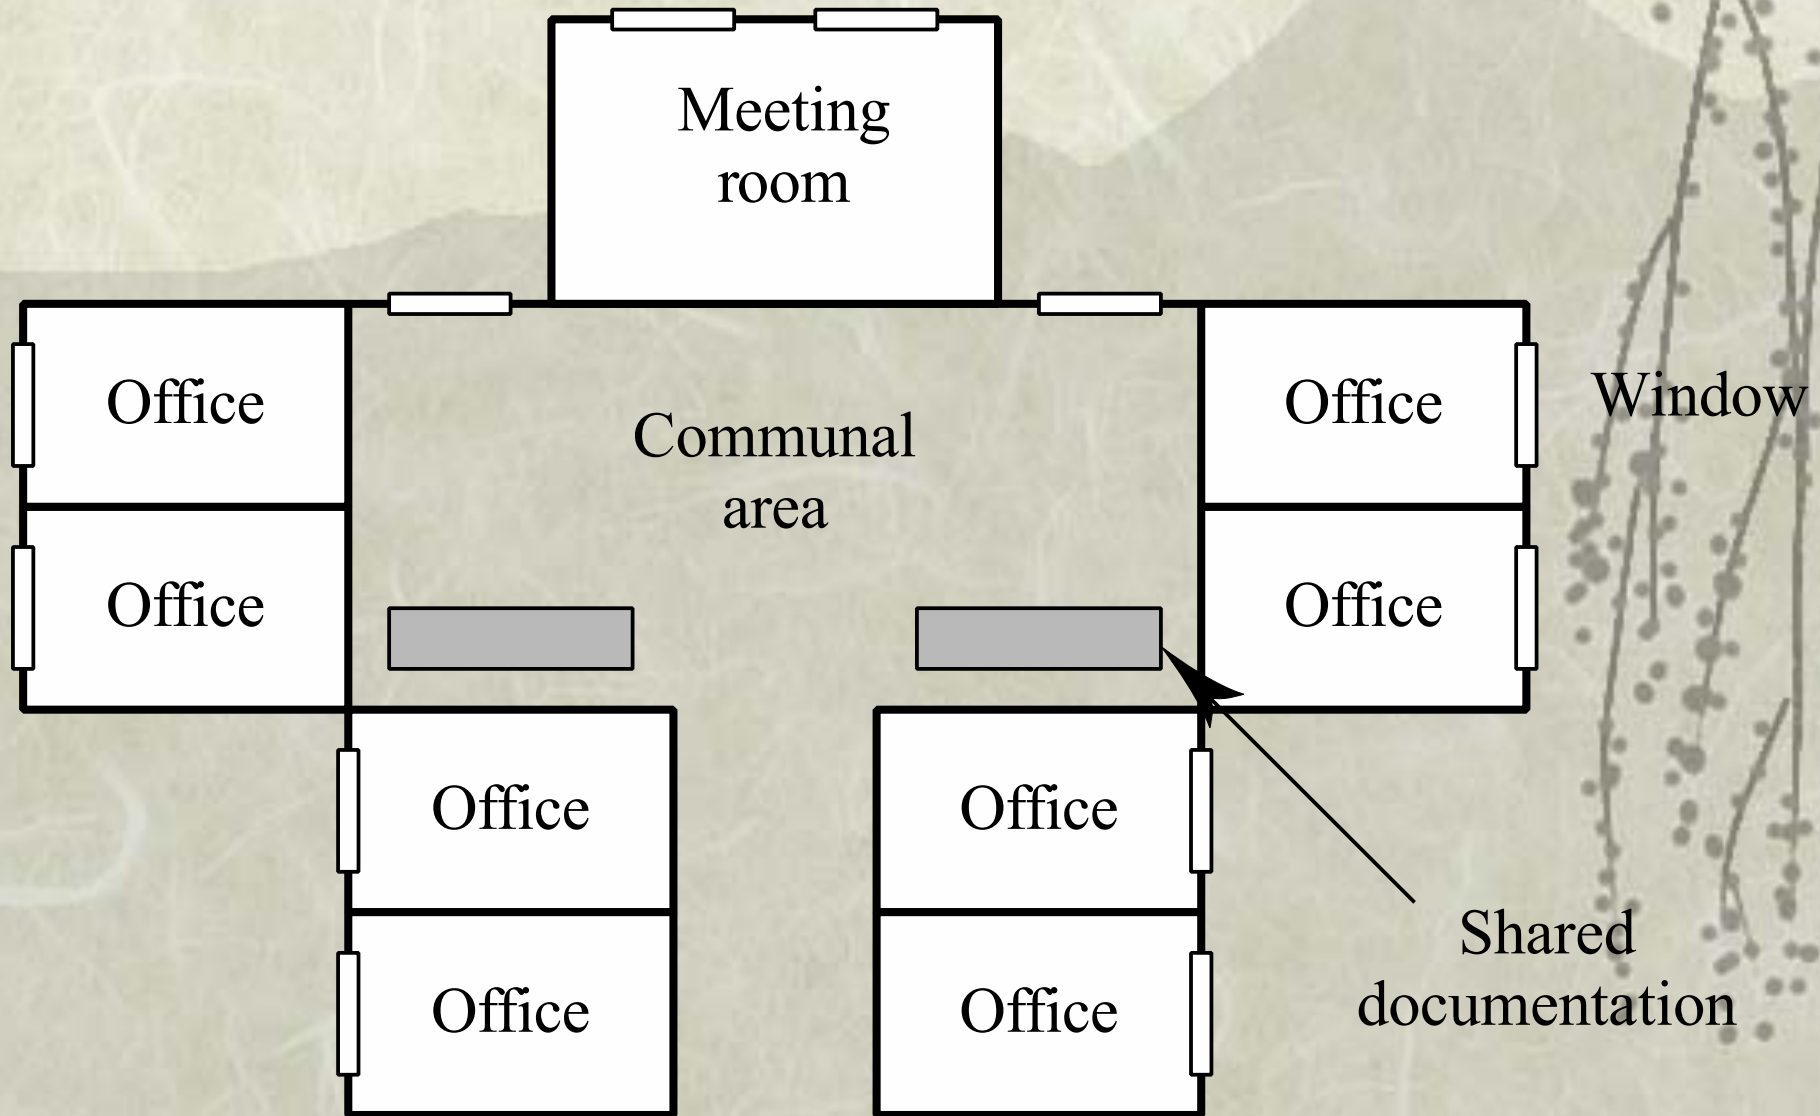 Meeting
room
Office
Communal
area
Office
Window
Office
Office
Office
Office
Shared
documentation
Office
Office